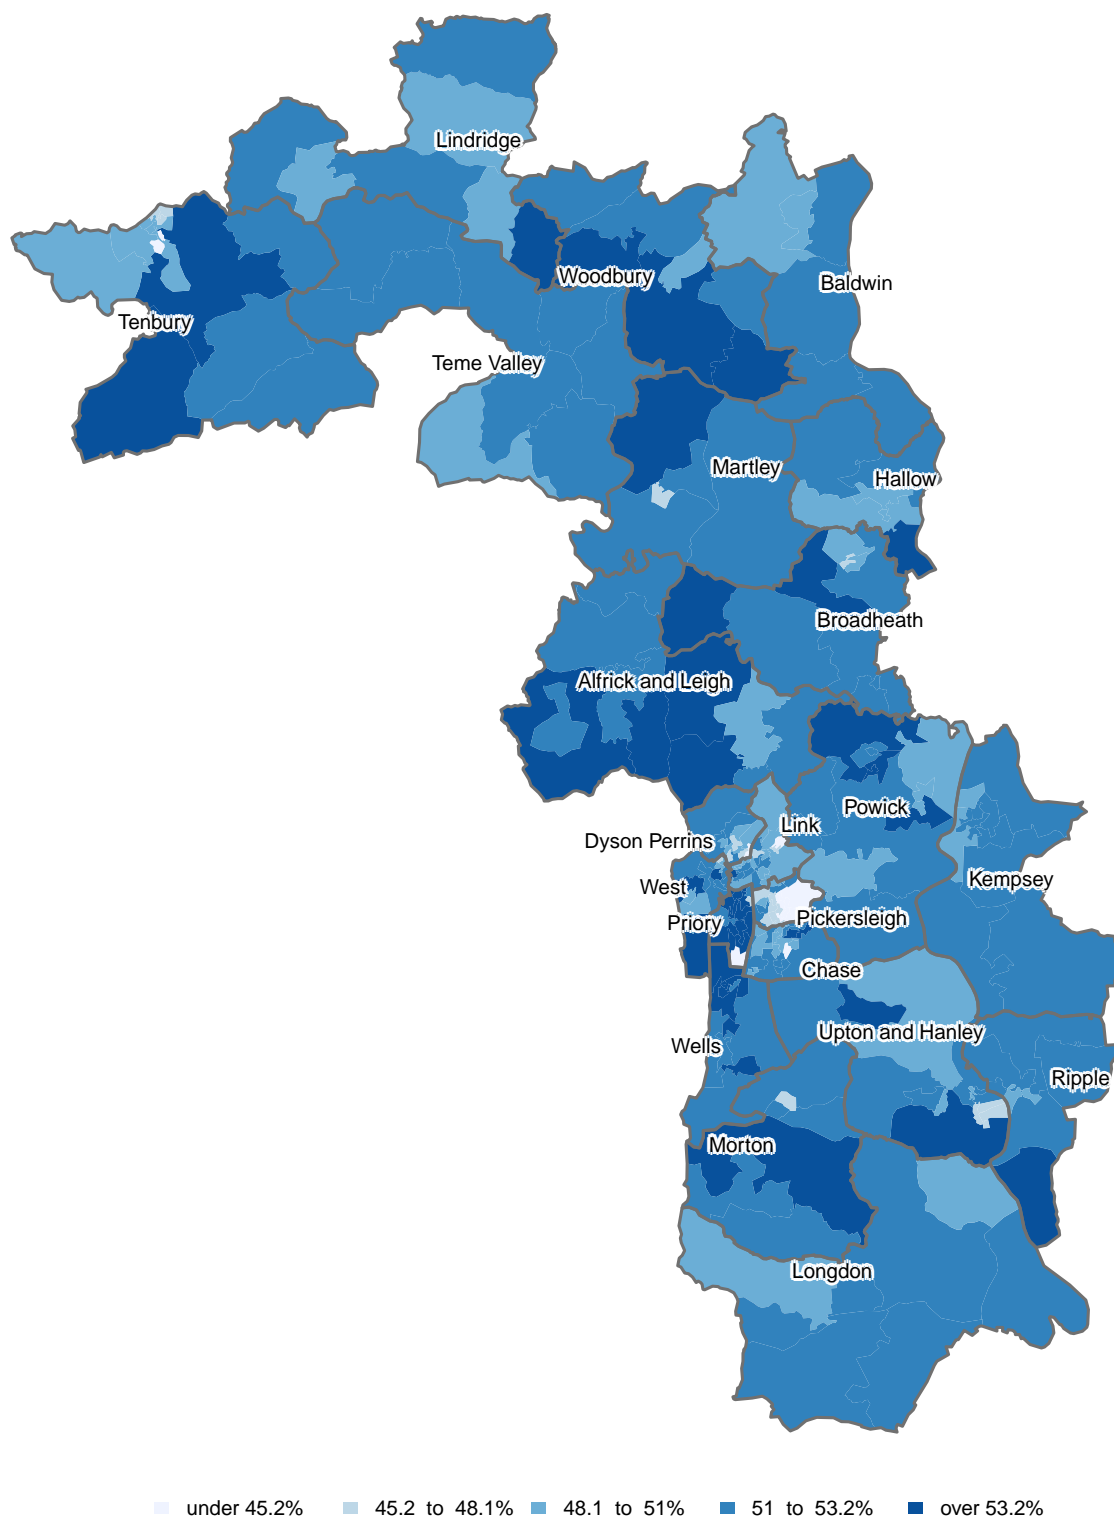 Lindridge
Woodbury
Baldwin
Tenbury
Teme Valley
Martley
Hallow
Broadheath
Alfrick and Leigh
Powick
Link
Dyson Perrins
Kempsey
West
Pickersleigh
Priory
Chase
Upton and Hanley
Wells
Ripple
Morton
Longdon
under 45.2% 45.2 to 48.1% 48.1 to 51% 51 to 53.2% over 53.2%